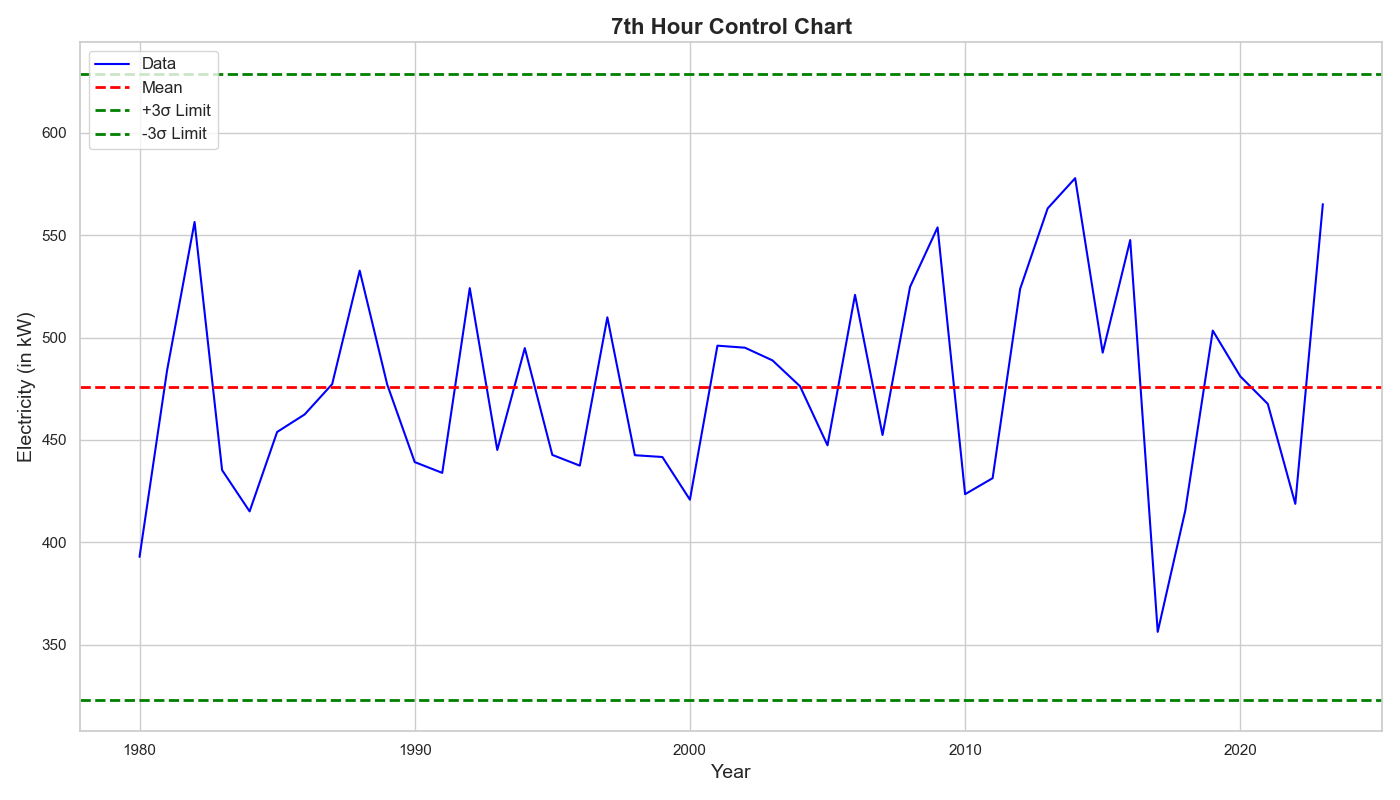 7th Hour Control Chart
Data
Mean
+3σ Limit
-3σ Limit
600
550
500
450
400
350
Electricity (in kW)
1980
1990
2000
2010
2020
Year